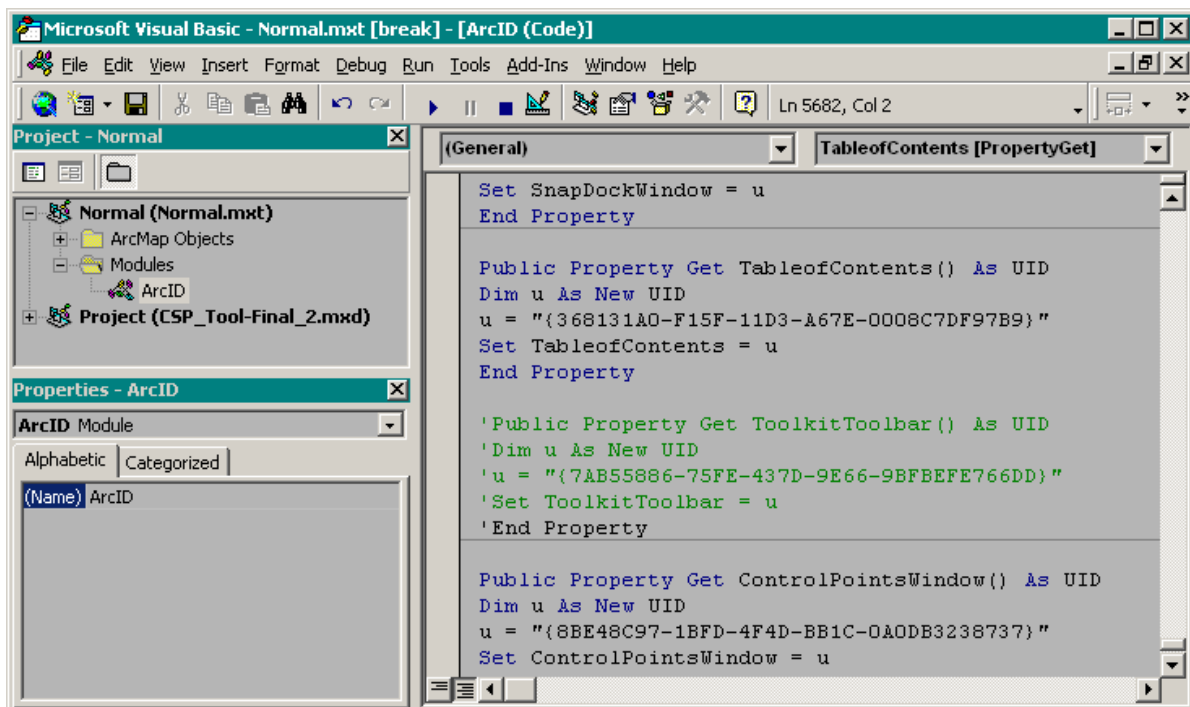 Microsoft Visual Basic - Normal.mxt [break] - [ArcID (Code)]
File Edit View Insert Format Debug Run Tools Add-Ins Window Help
Ln 5682, Col 2
Project - Normal
Normal (Normal.mxt)
ArcMap Objects
Modules
ArcID
Project (CSP_Tool-Final_2.mxd)
Properties - ArcID
ArcID Module
Alphabetic Categorized
(Name) ArcID
(General) TableofContents [PropertyGet]
Set SnapDockWindow = u
End Property
Public Property Get TableofContents() As UID
Dim u As New UID
u = "{368131A0-F15F-11D3-A67E-0008C7DF97B9}"
Set TableofContents = u
End Property
'Public Property Get ToolkitToolbar() As UID
'Dim u As New UID
'u = "{7AB55886-75FE-437D-9E66-9BFBEFE766DD}"
'Set ToolkitToolbar = u
'End Property
Public Property Get ControlPointsWindow() As UID
Dim u As New UID
u = "{8BE48C97-1BFD-4F4D-BB1C-0A0DB3238737}"
Set ControlPointsWindow = u